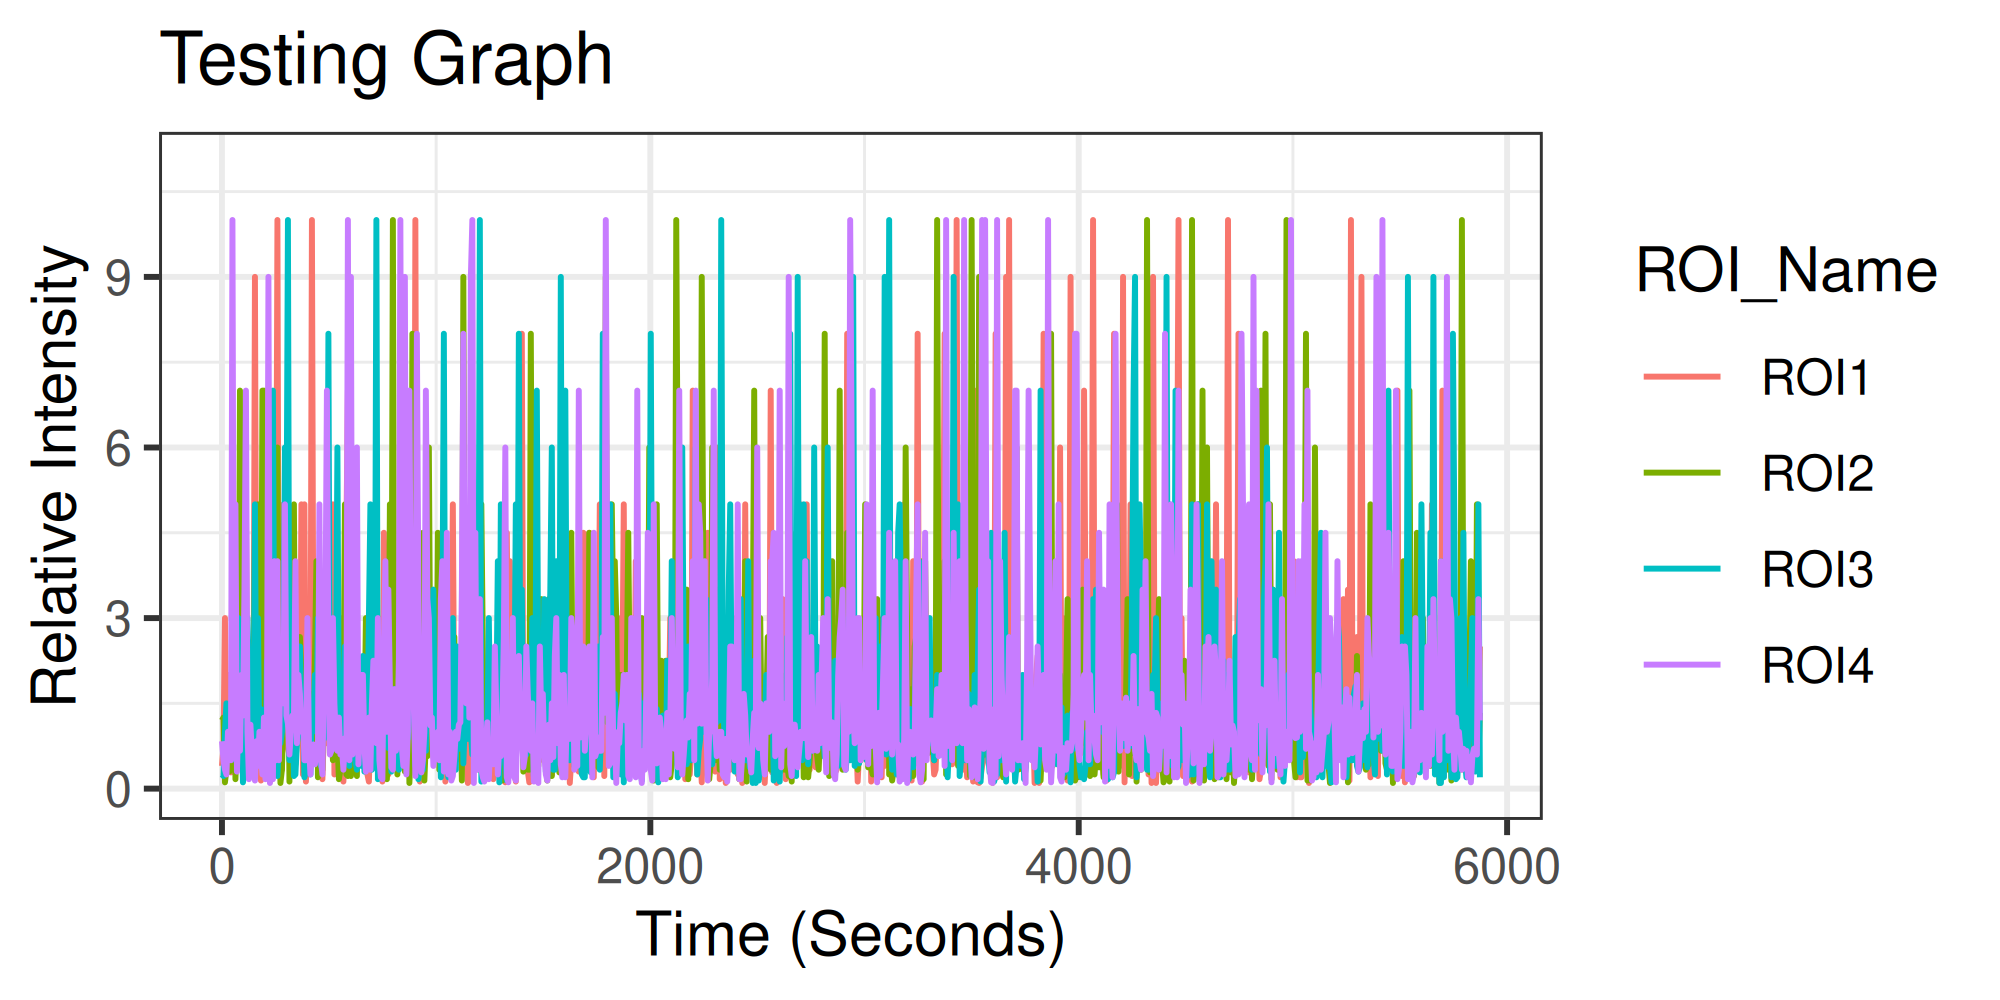 Testing Graph
Relative Intensity
9
6
3
0
0 2000 4000 6000
Time (Seconds)
ROI_Name
ROI1
ROI2
ROI3
ROI4